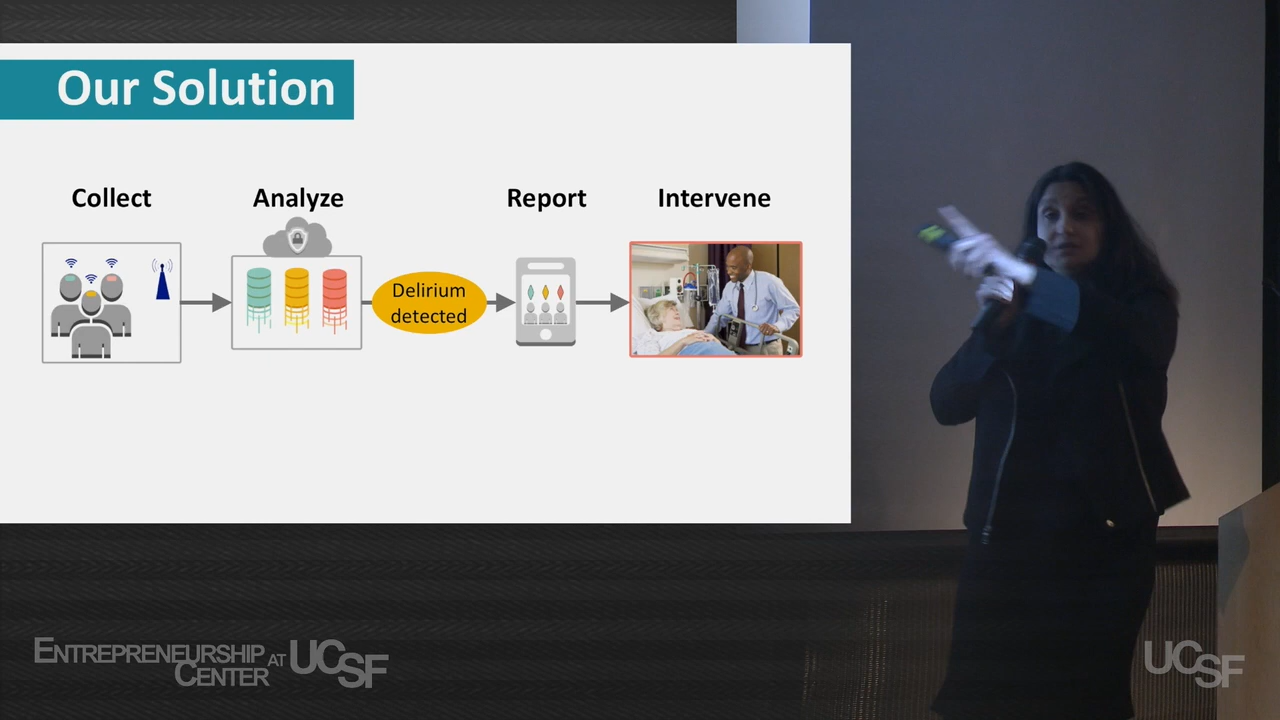 Our Solution
Collect
Analyze
Report
Intervene
Delirium
detected
ENTREPRENEURSHIP
CENTER
AT
UCSF
UCSF